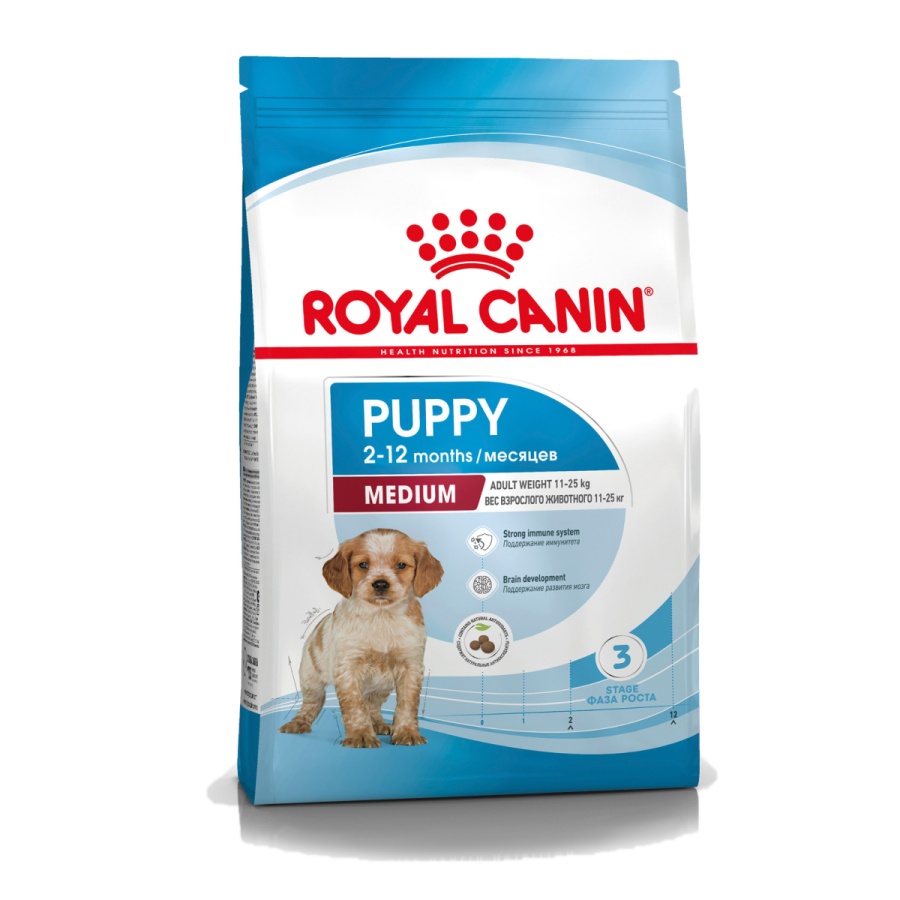 ROYAL CANIN®
HEALTH NUTRITION SINCE 1968
PUPPY
2-12 months/месяцев
MEDIUM
ADULT WEIGHT 11-25 kg
ВЕС ВЗРОСЛОГО ЖИВОТНОГО 11-25 кг
Strong immune system
Поддержание иммунитета
Brain development
Поддержание развития мозга
3
STAGE
ФАЗА РОСТА
1
2
12